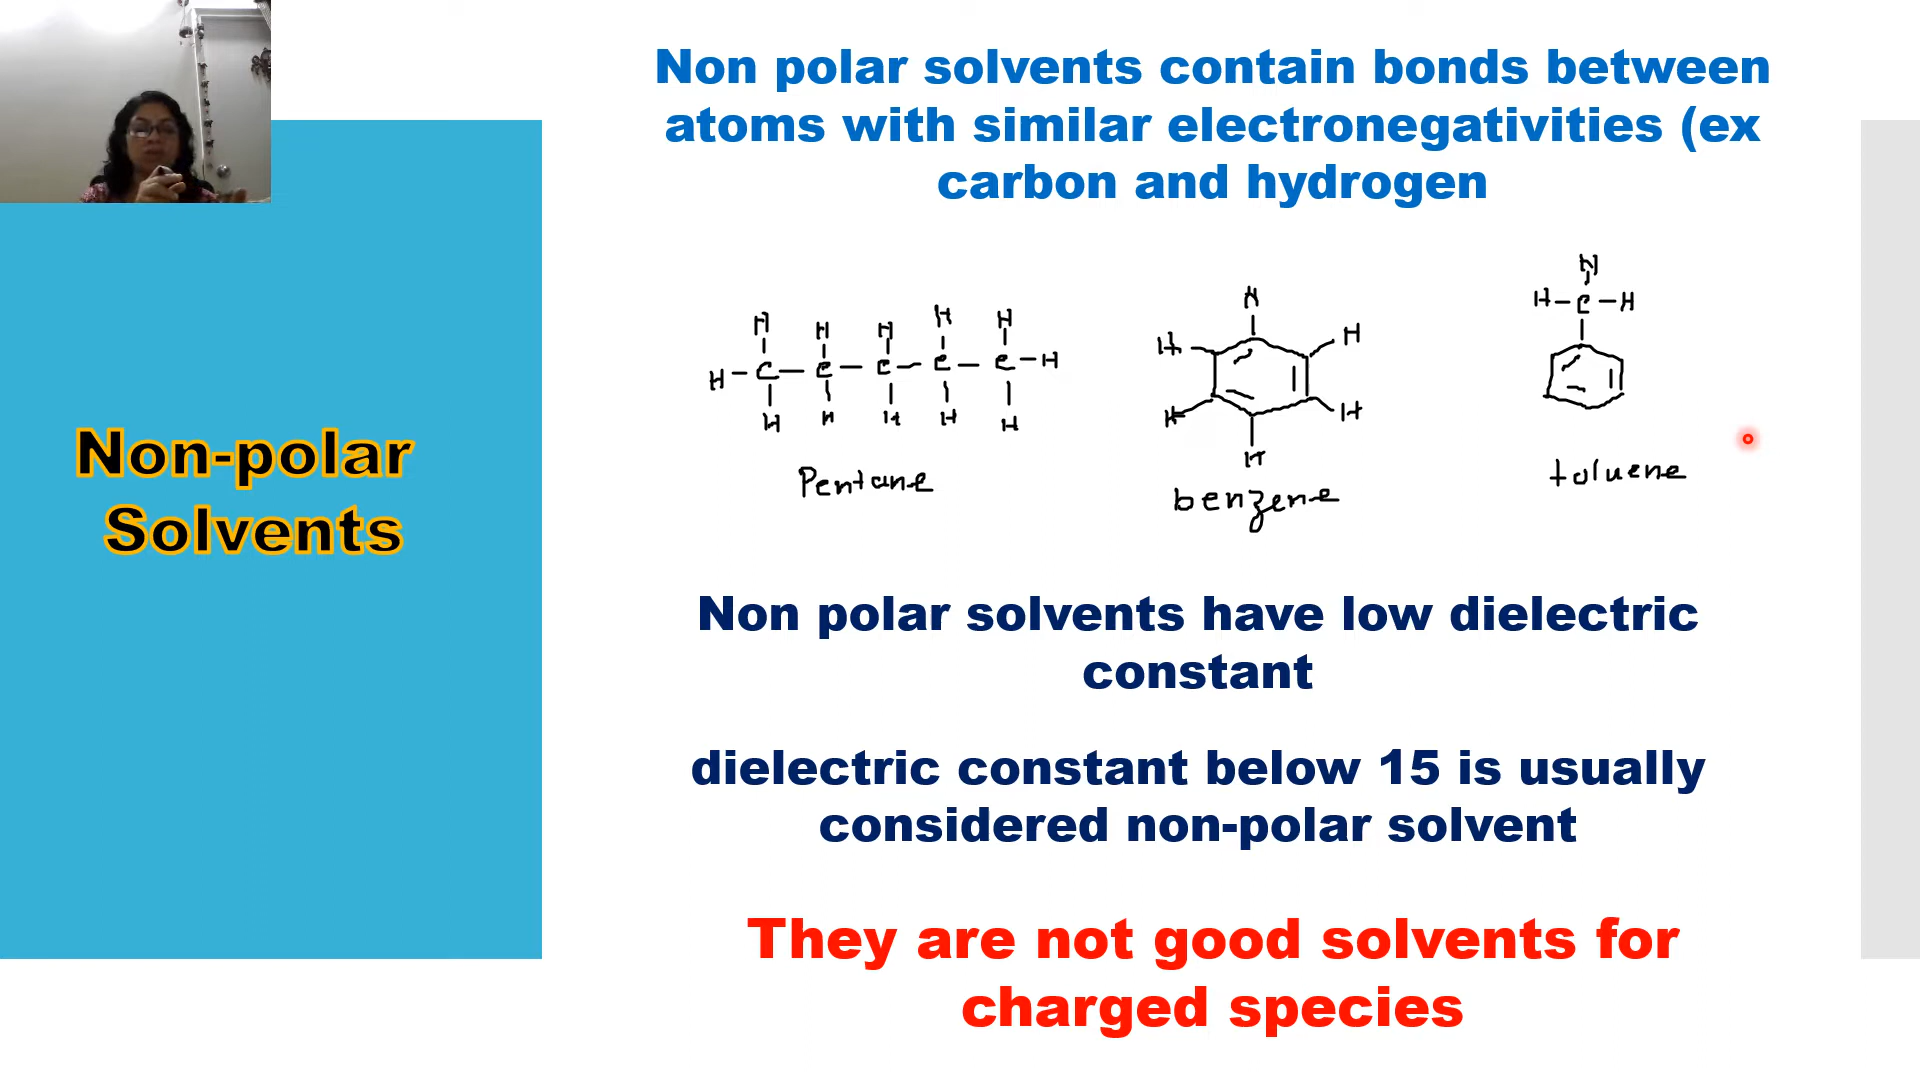 Non polar solvents contain bonds between
atoms with similar electronegativities (ex
carbon and hydrogen
H H H H H
H – C – C – C – C – C – H
H H H H H
Pentane
H
H H
H H
H
benzene
H
H – C – H
toluene
Non-polar
Solvents
Non polar solvents have low dielectric
constant
dielectric constant below 15 is usually
considered non-polar solvent
They are not good solvents for
charged species